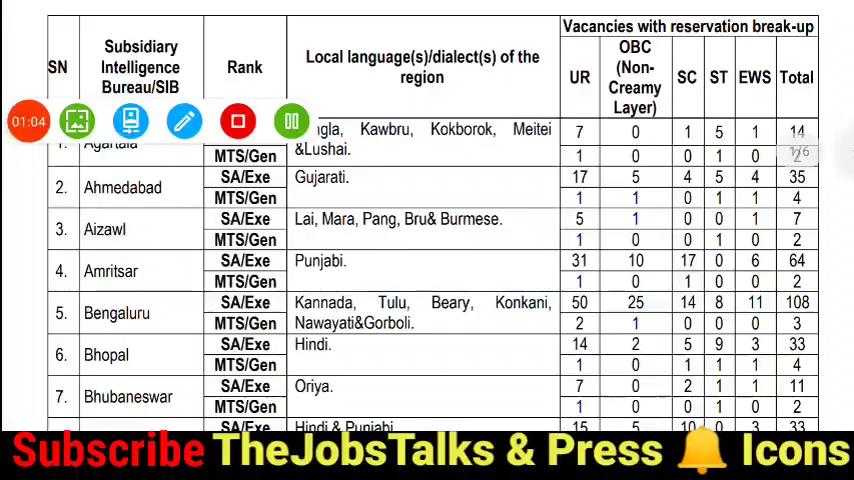 Vacancies with reservation break-up
SN Subsidiary Intelligence Bureau/SIB Rank Local language(s)/dialect(s) of the region UR OBC (Non-Creamy Layer) SC ST EWS Total
01:04
1. Kawbru, Kokborok, Meitei &Lushai. 7 0 1 5 1 14
MTS/Gen 1 0 0 1 0 2
1/6
2. Ahmedabad SA/Exe Gujarati. 17 5 4 5 4 35
MTS/Gen 1 1 0 1 1 4
3. Aizawl SA/Exe Lai, Mara, Pang, Bru& Burmese. 5 1 0 0 1 7
MTS/Gen 1 0 0 1 0 2
4. Amritsar SA/Exe Punjabi. 31 10 17 0 6 64
MTS/Gen 1 0 1 0 0 2
5. Bengaluru SA/Exe Kannada, Tulu, Beary, Konkani, 50 25 14 8 11 108
MTS/Gen Nawayati&Gorboli. 2 1 0 0 0 3
6. Bhopal SA/Exe Hindi. 14 2 5 9 3 33
MTS/Gen 1 0 1 1 1 4
7. Bhubaneswar SA/Exe Oriya. 7 0 2 1 1 11
MTS/Gen 1 0 0 1 0 2
SA/Exe Hindi & Punjabi. 15 5 10 0 3 33
Subscribe TheJobsTalks & Press Icons